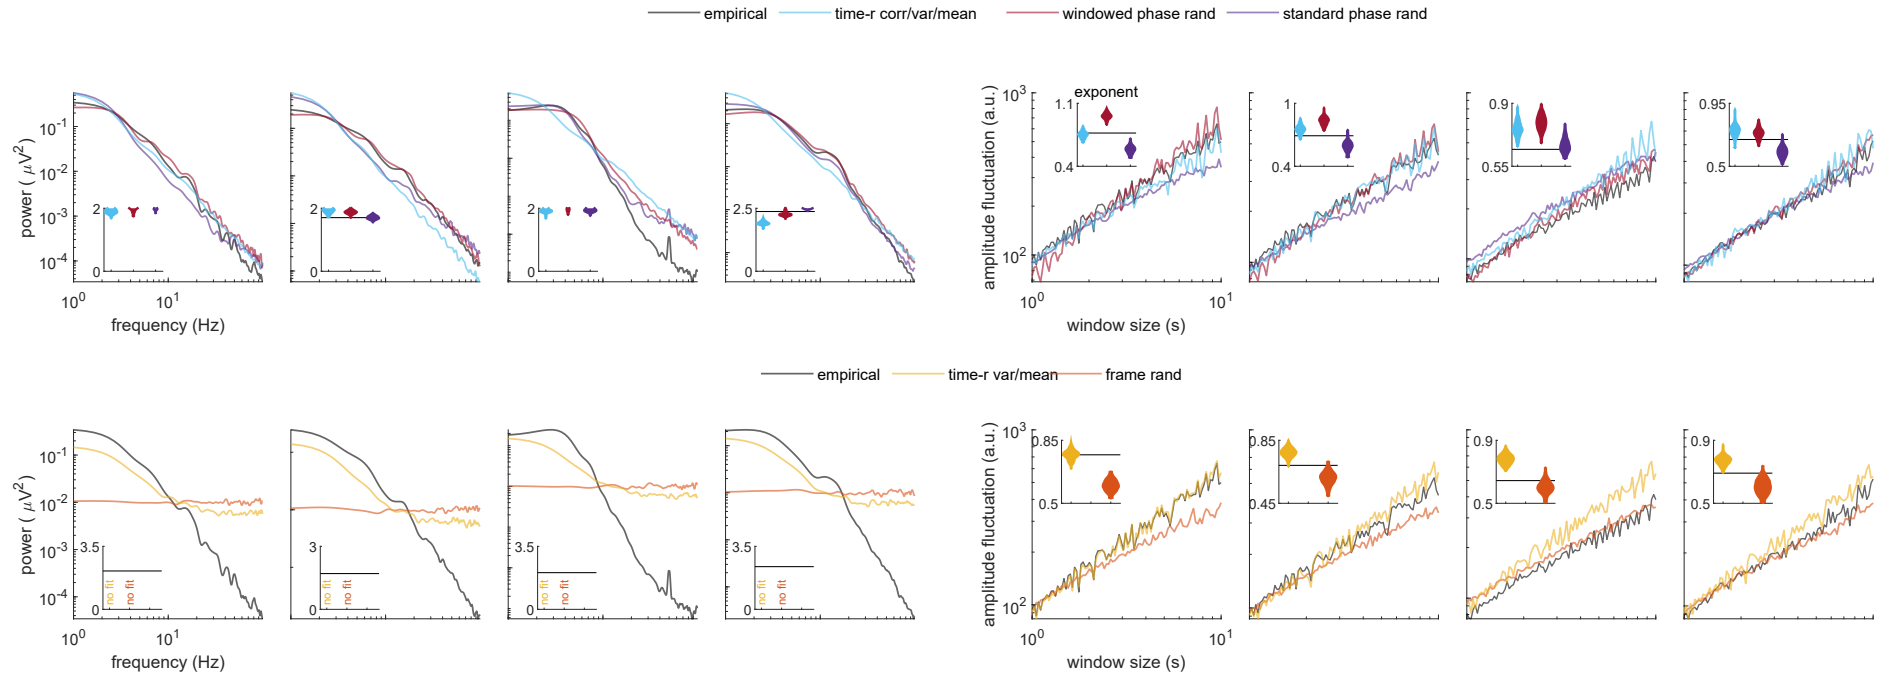 empirical time-r corr/var/mean windowed phase rand standard phase rand
power ( μV²)
10⁻¹
10⁻²
10⁻³
10⁻⁴
10⁰ 10¹
frequency (Hz)
2
0
2
0
2
0
2.5
0
amplitude fluctuation (a.u.)
10³
10²
10⁰ 10¹
window size (s)
exponent
1.1
0.4
1
0.4
0.9
0.55
0.95
0.5
empirical time-r var/mean frame rand
power ( μV²)
10⁻¹
10⁻²
10⁻³
10⁻⁴
10⁰ 10¹
frequency (Hz)
3.5
no fit
no fit
0
3
no fit
no fit
0
3.5
no fit
no fit
0
3.5
no fit
no fit
0
amplitude fluctuation (a.u.)
10³
10²
10⁰ 10¹
window size (s)
0.85
0.5
0.85
0.45
0.9
0.5
0.9
0.5